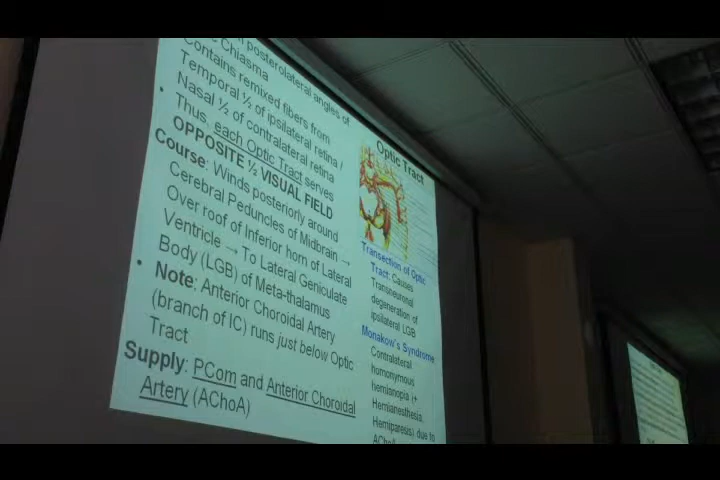 posterolateral angles of
Chiasma
Contains remixed fibers from
Temporal ½ of ipsilateral retina /
Nasal ½ of contralateral retina
• Thus, each Optic Tract serves
OPPOSITE ½ VISUAL FIELD
Course: Winds posteriorly around
Cerebral Peduncles of Midbrain →
Over roof of Inferior horn of Lateral
Ventricle → To Lateral Geniculate
Body (LGB) of Meta-thalamus
• Note: Anterior Choroidal Artery
(branch of IC) runs just below Optic
Tract
Supply: PCom and Anterior Choroidal
Artery (AChoA)
Optic Tract
Transection of Optic
Tract: Causes
Transneuronal
degeneration of
ipsilateral LGB
Monakow's Syndrome
Contralateral
homonymous
hemianopia (+
Hemianesthesia,
Hemiparesis) due to